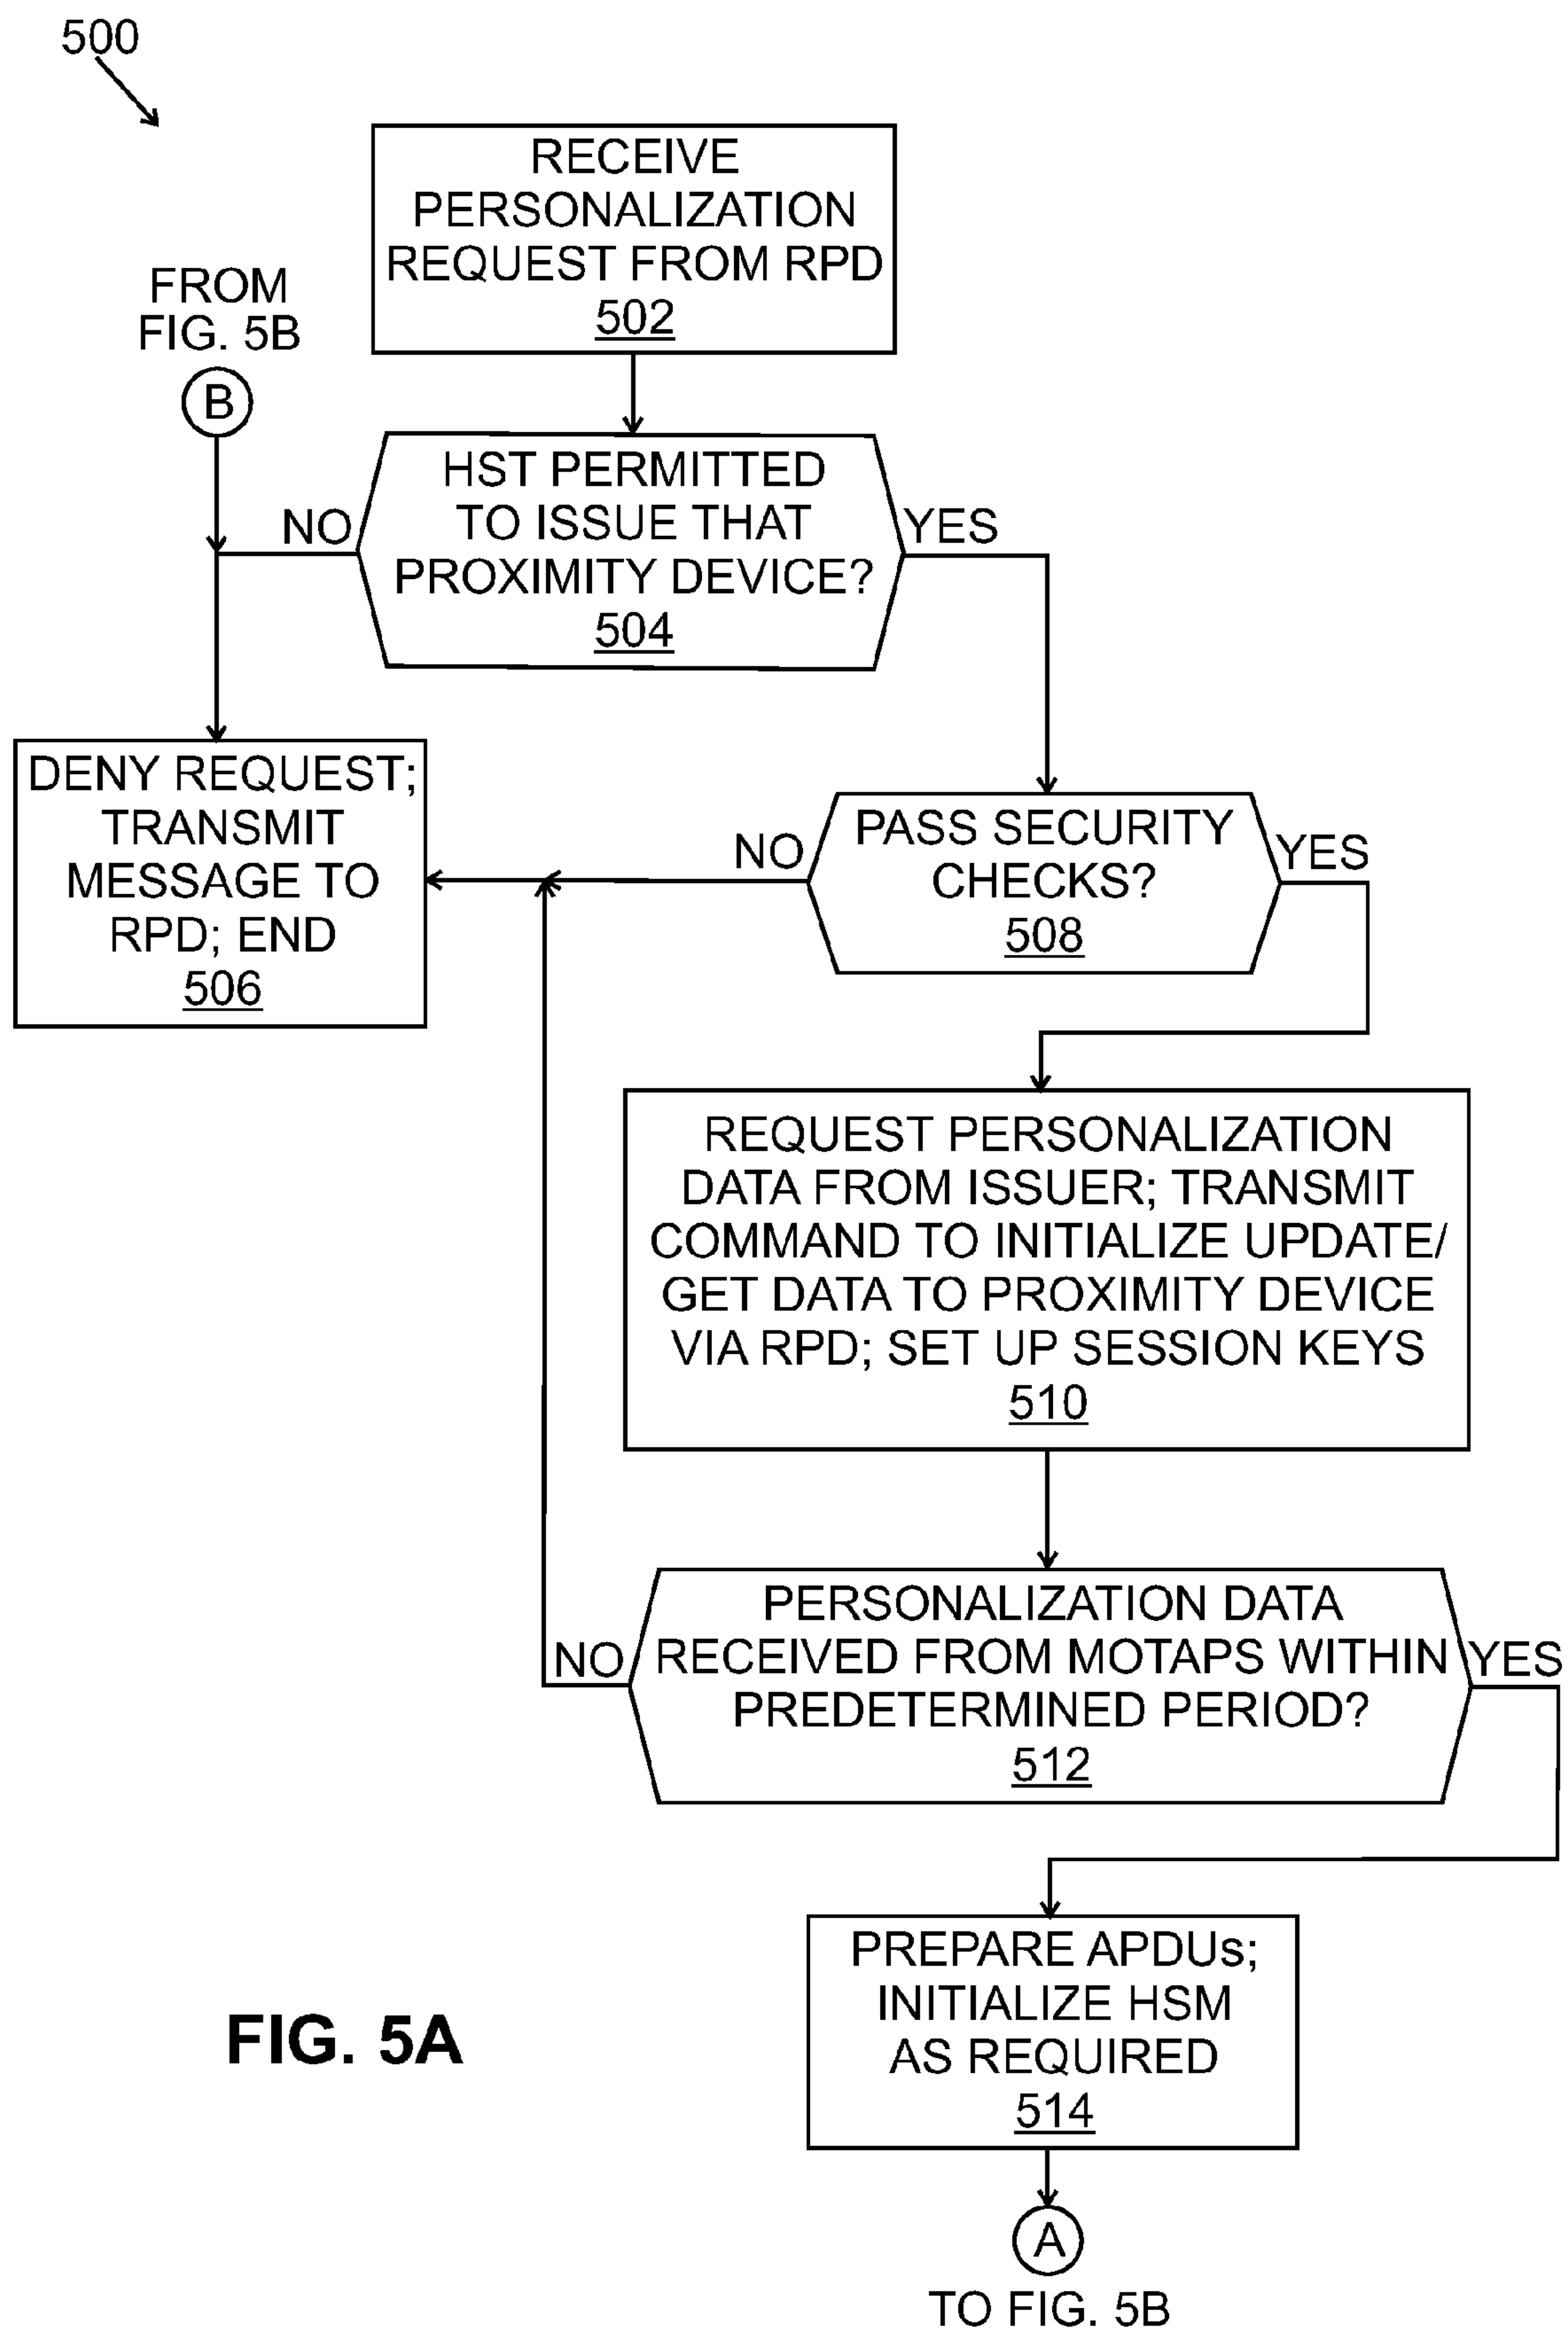 500
RECEIVE
PERSONALIZATION
REQUEST FROM RPD
502
FROM
FIG. 5B
B
HST PERMITTED
TO ISSUE THAT
PROXIMITY DEVICE?
504
NO
YES
DENY REQUEST;
TRANSMIT
MESSAGE TO
RPD; END
506
PASS SECURITY
CHECKS?
508
NO
YES
REQUEST PERSONALIZATION
DATA FROM ISSUER; TRANSMIT
COMMAND TO INITIALIZE UPDATE/
GET DATA TO PROXIMITY DEVICE
VIA RPD; SET UP SESSION KEYS
510
PERSONALIZATION DATA
RECEIVED FROM MOTAPS WITHIN
PREDETERMINED PERIOD?
512
NO
YES
PREPARE APDUs;
INITIALIZE HSM
AS REQUIRED
514
FIG. 5A
A
TO FIG. 5B